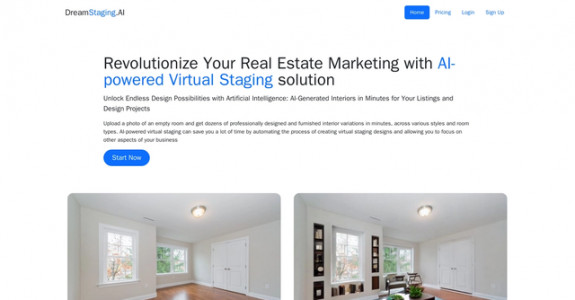 DreamStaging.AI
Home Pricing Login Sign Up
Revolutionize Your Real Estate Marketing with AI-
powered Virtual Staging solution
Unlock Endless Design Possibilities with Artificial Intelligence: AI-Generated Interiors in Minutes for Your Listings and
Design Projects
Upload a photo of an empty room and get dozens of professionally designed and furnished interior variations in minutes, across various styles and room
types. AI-powered virtual staging can save you a lot of time by automating the process of creating virtual staging designs and allowing you to focus on
other aspects of your business
Start Now